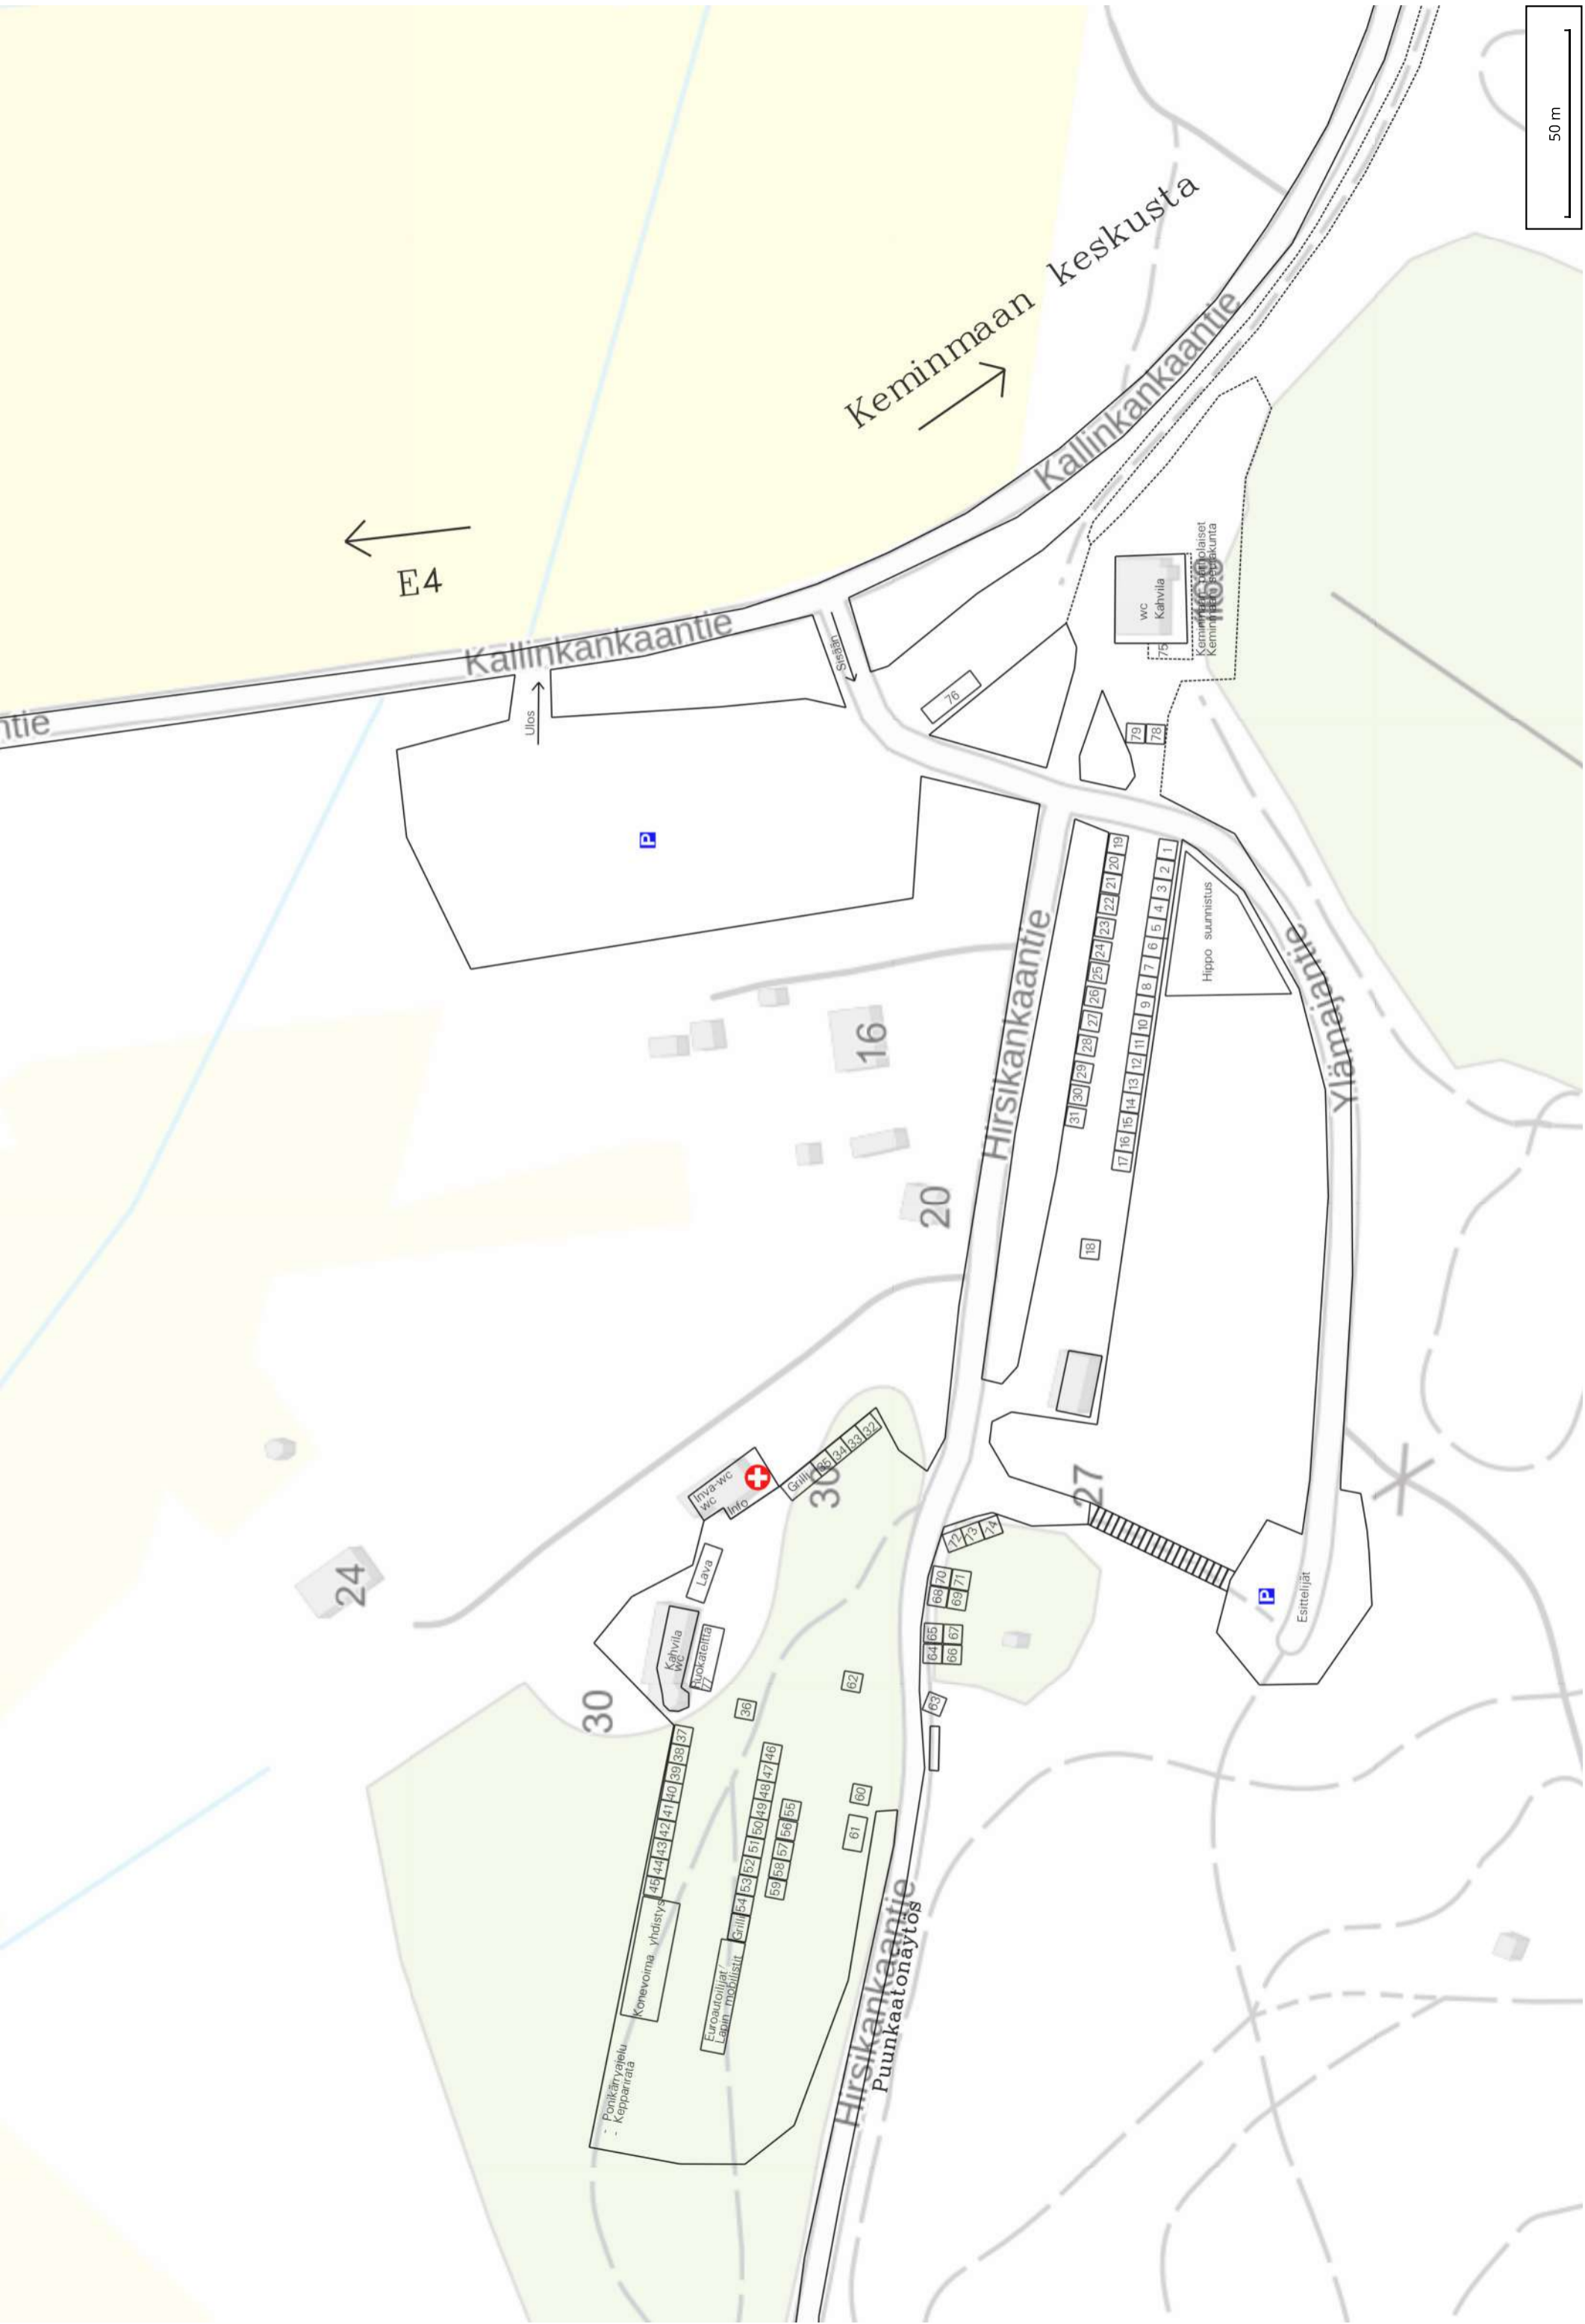 50 m
Keminmaan keskusta
Kallinkankaantie
E4
Kallinkankaantie
ntie
Sisään
Ulos
P
76
wc
Kahvila
75
79
78
Hirsikankaantie
19 20 21 22 23 24 25 26 27 28 29 30 31
1 2 3 4 5 6 7 8 9 10 11 12 13 14 15 16 17
18
Hippo suunnistus
Ylämajantie
16
20
24
27
30
30
Inva-wc
wc
Info
Grilli
35 34 33 32
Lava
Kahvila
wc
Ruokateltta
77
36
37 38 39 40 41 42 43 44 45
Konevoima yhdistys
46 47 48 49 50 51 52 53 54
Grilli
55 56 57 58 59
Euroautoilijat/
Lapin mobilistit
- Ponikärryajelu
- Keppärirata
60
61
62
63
64 65
66 67
68 70
69 71
72 73 74
P
Esittelijät
Hirsikankaantie
Puunkaatonäytös